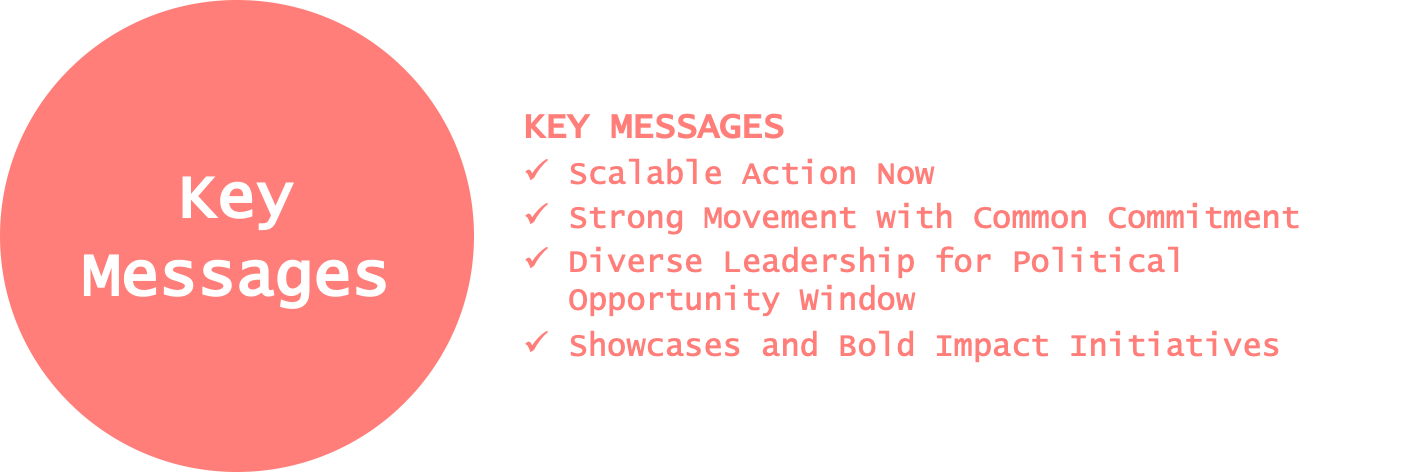 Key
Messages
KEY MESSAGES
✓ Scalable Action Now
✓ Strong Movement with Common Commitment
✓ Diverse Leadership for Political
Opportunity Window
✓ Showcases and Bold Impact Initiatives